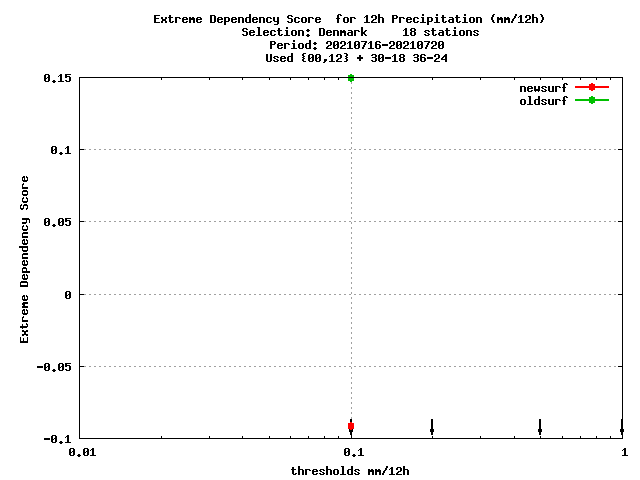 Extreme Dependency Score  for 12h Precipitation (mm/12h)
Selection: Denmark     18 stations
Period: 20210716-20210720
Used {00,12} + 30-18 36-24
newsurf
oldsurf
0.15
0.1
0.05
0
-0.05
-0.1
Extreme Dependency Score
0.01 0.1 1
thresholds mm/12h